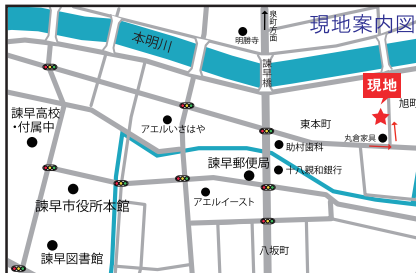 現地案内図
泉町方面
明勝寺
本明川
諫早橋
現地
旭町
諫早高校
・付属中
アエルいさはや
東本町
丸倉家具
助村歯科
諫早郵便局
十八親和銀行
諫早市役所本館
アエルイースト
諫早図書館
八坂町